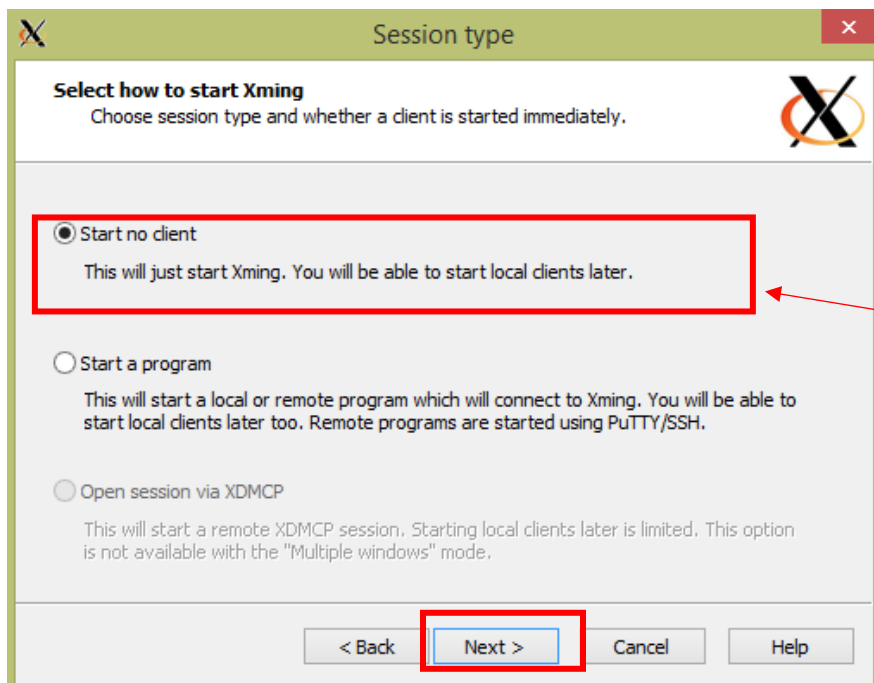 Session type
Select how to start Xming
Choose session type and whether a client is started immediately.
Start no client
This will just start Xming. You will be able to start local clients later.
Start a program
This will start a local or remote program which will connect to Xming. You will be able to
start local clients later too. Remote programs are started using PuTTY/SSH.
Open session via XDMCP
This will start a remote XDMCP session. Starting local clients later is limited. This option
is not available with the "Multiple windows" mode.
< Back
Next >
Cancel
Help